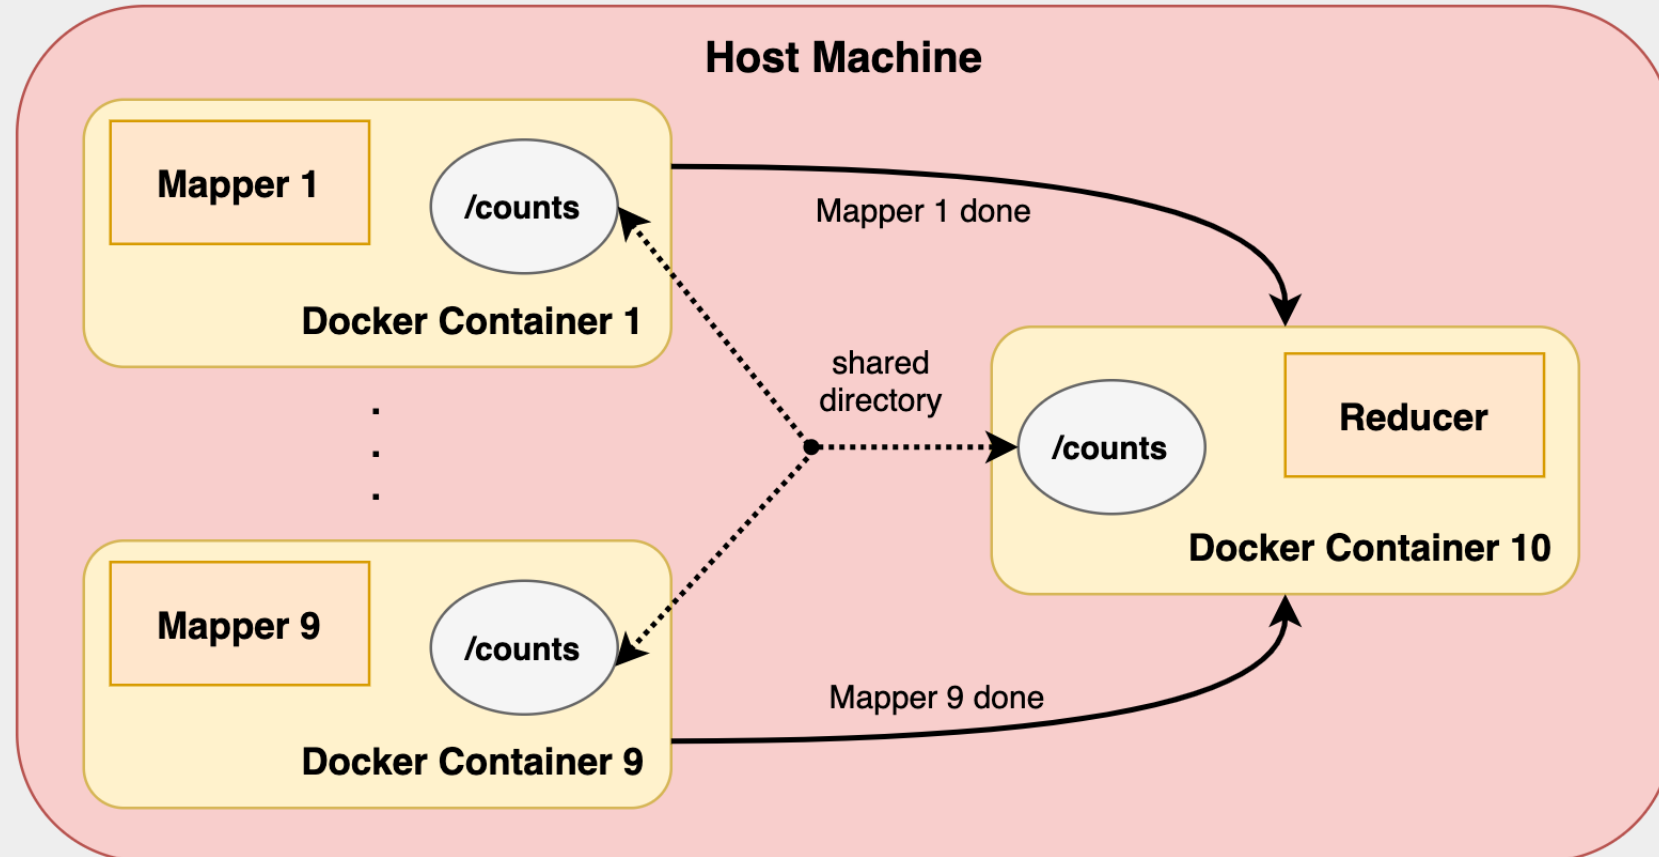 Host Machine
Mapper 1
/counts
Docker Container 1
Mapper 1 done
shared
directory
/counts
Reducer
Docker Container 10
.
.
.
Mapper 9
/counts
Docker Container 9
Mapper 9 done